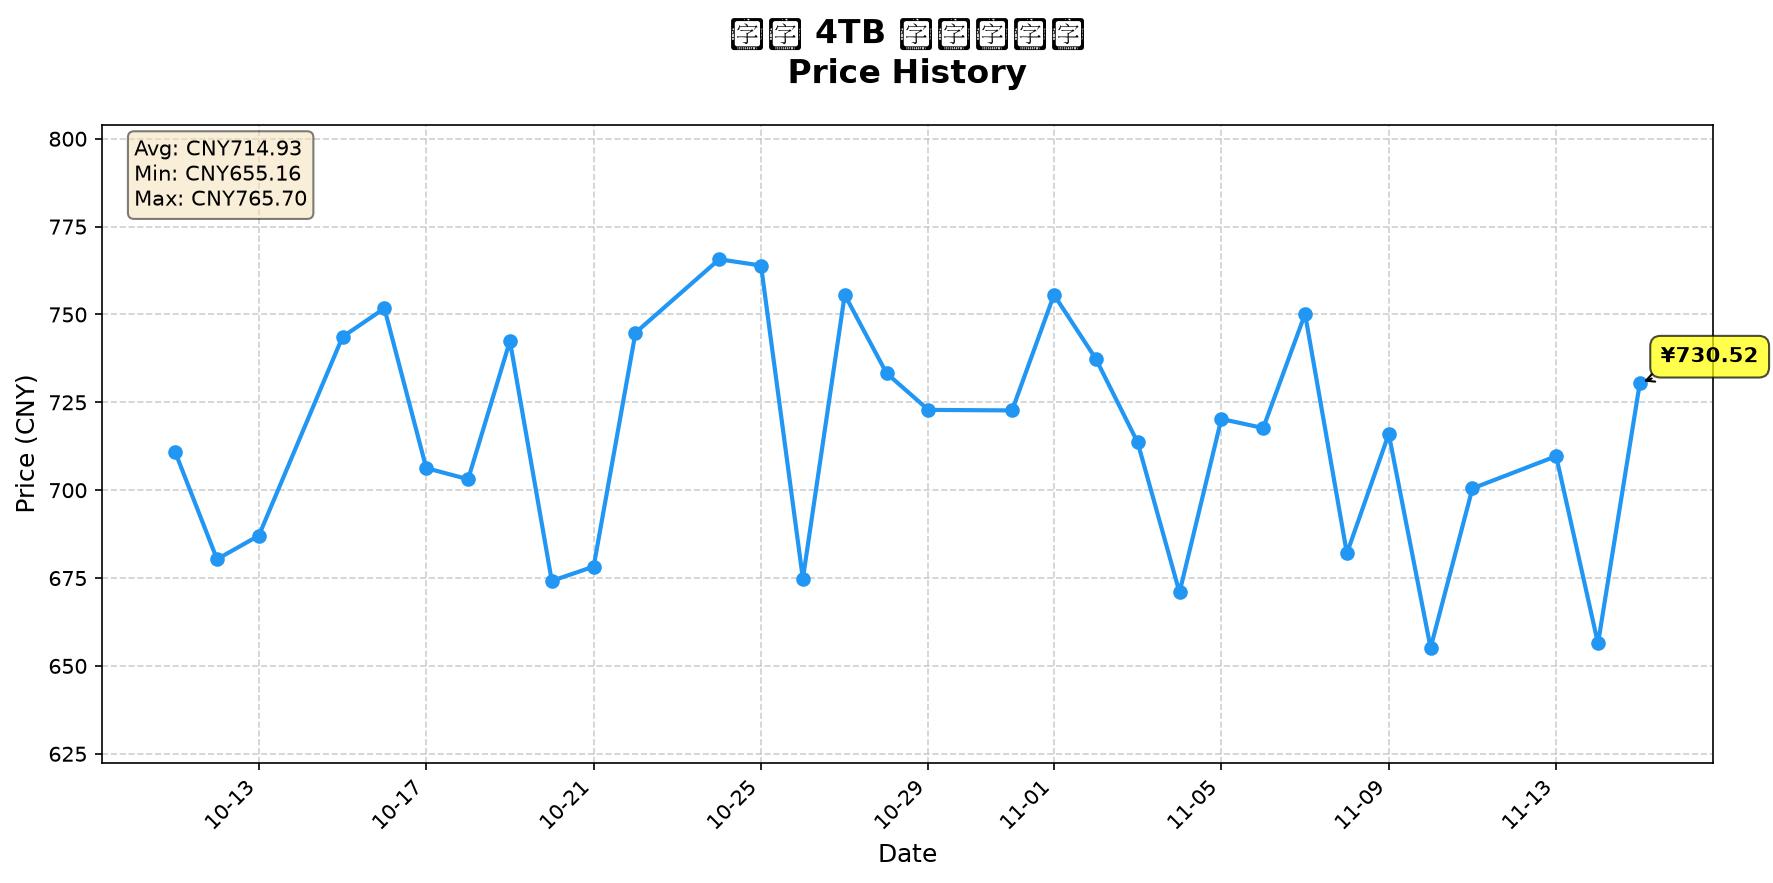 4TB
Price History
Avg: CNY714.93
Min: CNY655.16
Max: CNY765.70
800
775
750
725
700
675
650
625
Price (CNY)
¥730.52
10-13
10-17
10-21
10-25
10-29
11-01
11-05
11-09
11-13
Date